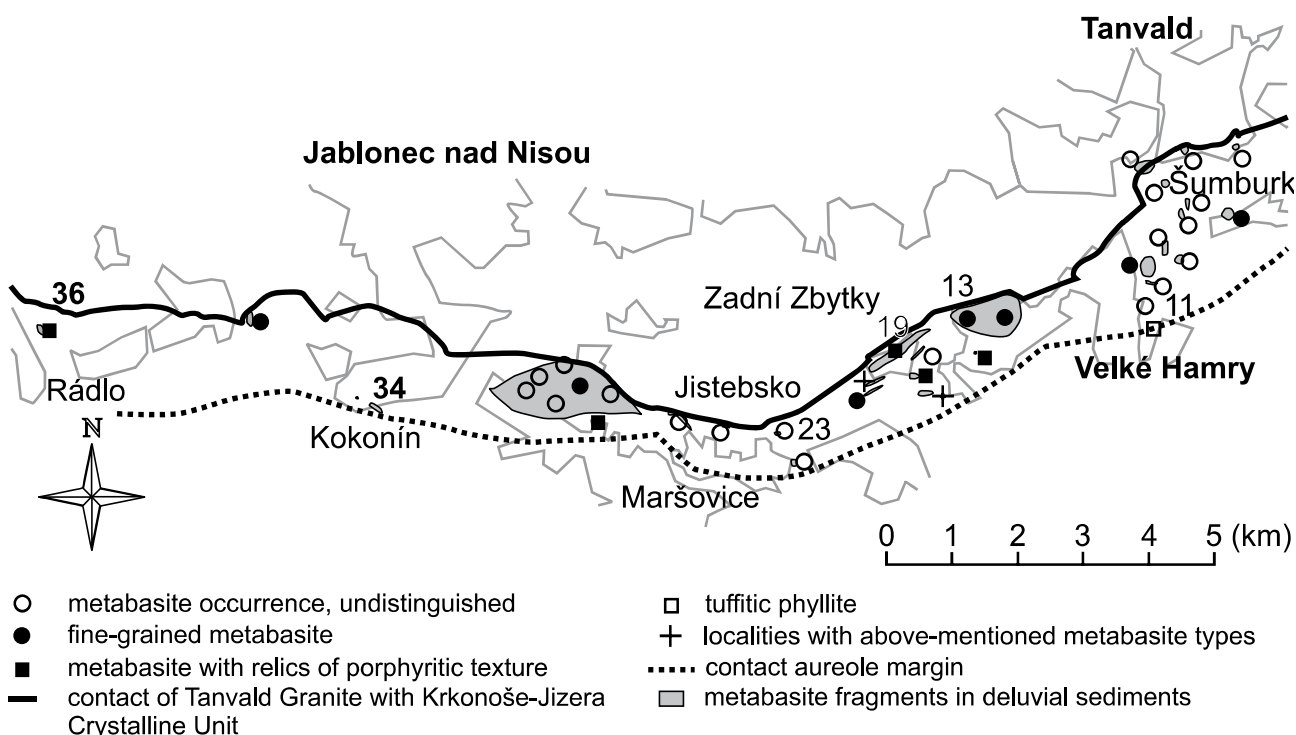 Tanvald
Jablonec nad Nisou
Šumburk
36
Zadní Zbytky
13
19
11
Rádlo
34
Jistebsko
Velké Hamry
N
Kokonín
23
Maršovice
0 1 2 3 4 5 (km)
metabasite occurrence, undistinguished
fine-grained metabasite
metabasite with relics of porphyritic texture
contact of Tanvald Granite with Krkonoše-Jizera
Crystalline Unit
tuffitic phyllite
localities with above-mentioned metabasite types
contact aureole margin
metabasite fragments in deluvial sediments